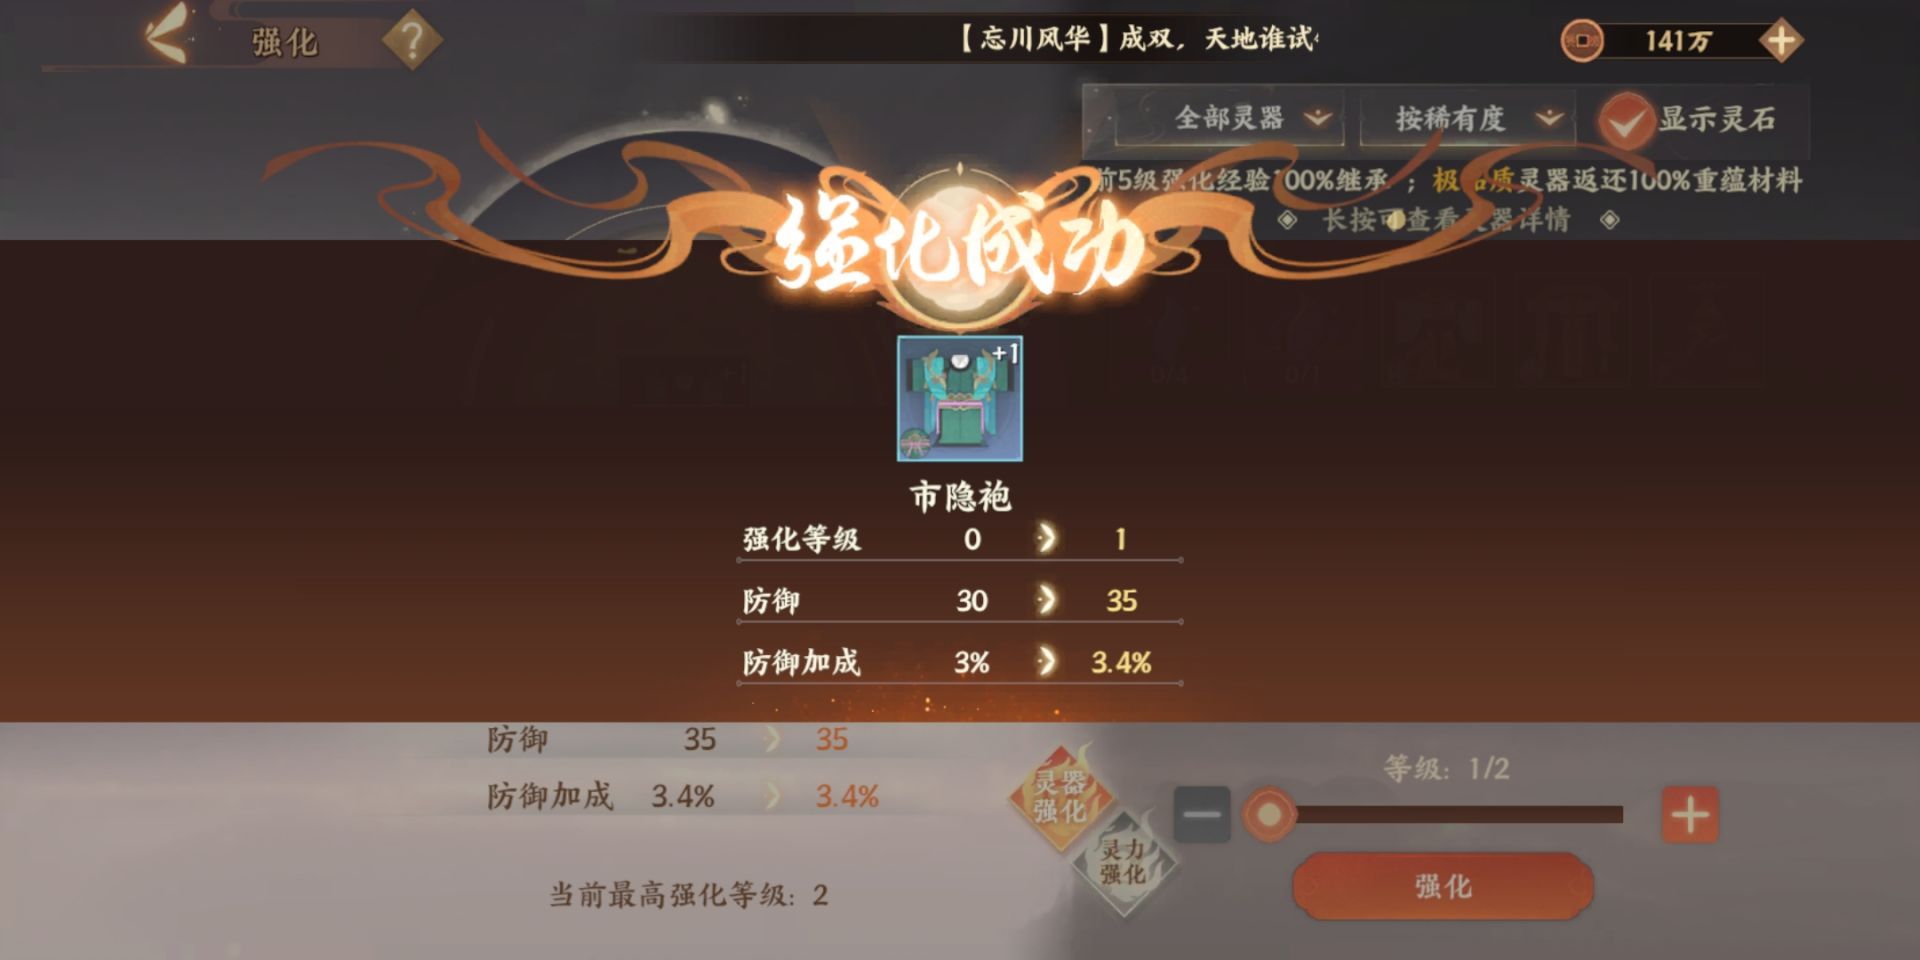 强化
【忘川风华】成双，天地谁试
141万
全部灵器
按稀有度
显示灵石
前5级强化经验100%继承；极品质灵器返还100%重蕴材料
长按可查看灵器详情
强化成功
+1
市隐袍
强化等级 0 1
防御 30 35
防御加成 3% 3.4%
防御 35 35
防御加成 3.4% 3.4%
当前最高强化等级：2
灵器强化
灵力强化
等级：1/2
强化